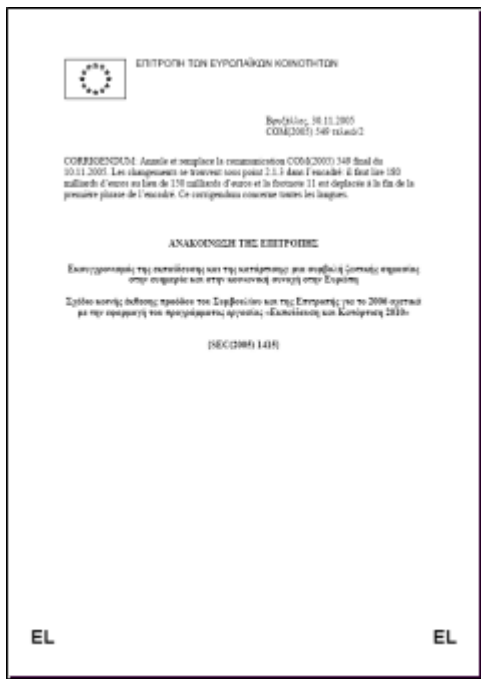 ΕΠΙΤΡΟΠΗ ΤΩΝ ΕΥΡΩΠΑΪΚΩΝ ΚΟΙΝΟΤΗΤΩΝ
Βρυξέλλες, 30.11.2005
COM(2005) 549 τελικό/2
CORRIGENDUM: Annule et remplace la communication COM(2005) 549 final du
10.11.2005. Les changements se trouvent sous point 2.1.3 dans l'encadré: il faut lire 180
milliards d'euros au lieu de 150 milliards d'euros et la footnote 11 est déplacée à la fin de la
première phrase de l'encadré. Ce corrigendum concerne toutes les langues.
ΑΝΑΚΟΙΝΩΣΗ ΤΗΣ ΕΠΙΤΡΟΠΗΣ
Εκσυγχρονισμός της εκπαίδευσης και της κατάρτισης: μια συμβολή ζωτικής σημασίας
στην ευημερία και στην κοινωνική συνοχή στην Ευρώπη
Σχέδιο κοινής έκθεσης προόδου του Συμβουλίου και της Επιτροπής για το 2006 σχετικά
με την εφαρμογή του προγράμματος εργασίας «Εκπαίδευση και Κατάρτιση 2010»
{SEC(2005) 1415}
EL EL